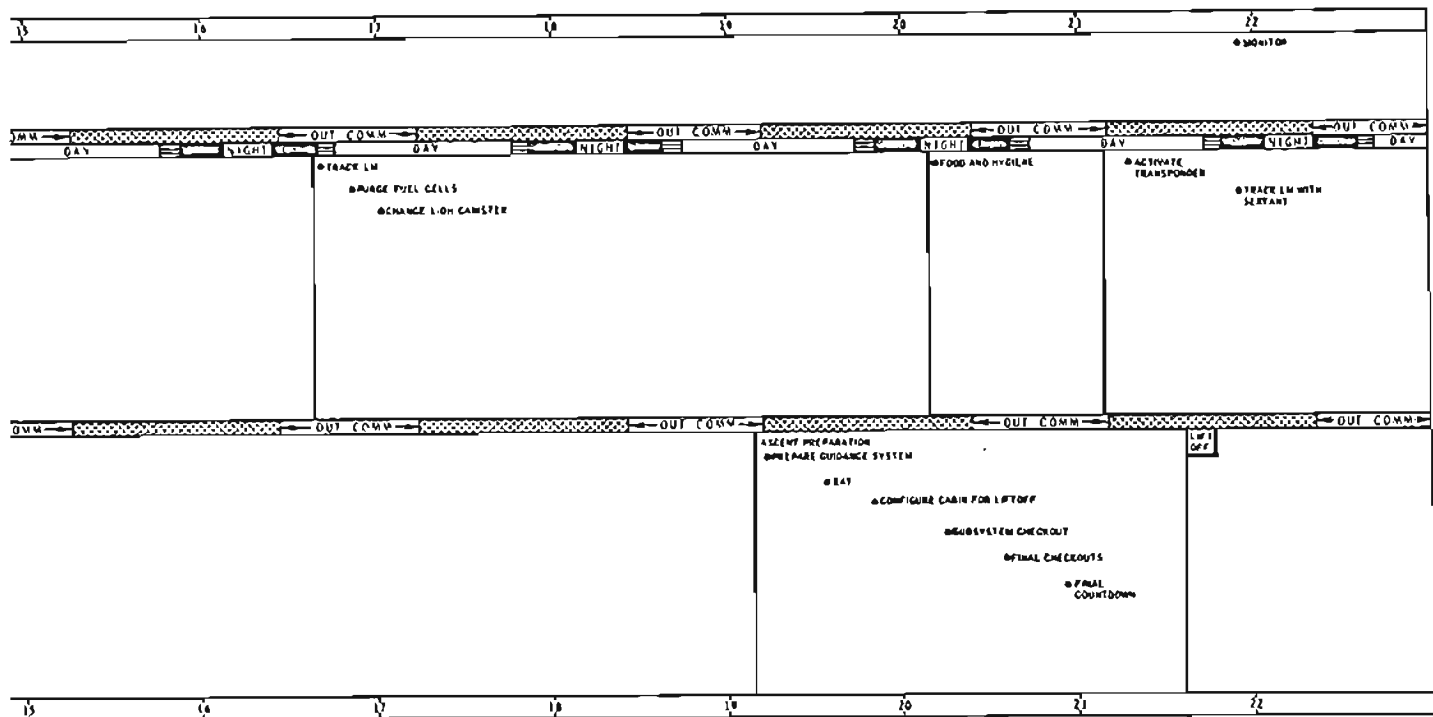 15 16 17 18 19 20 21 22
MONITOR
OMM OUT COMM OUT COMM OUT COMM OUT COMM
DAY NIGHT DAY NIGHT DAY NIGHT DAY NIGHT DAY
TRACK LM
PURGE FUEL CELLS
CHANGE LiOH CANISTER
FOOD AND HYGIENE
ACTIVATE
TRANSPONDER
TRACK LM WITH
SEXTANT
OMM OUT COMM OUT COMM OUT COMM OUT COMM
LIFT
OFF
ASCENT PREPARATION
PREPARE GUIDANCE SYSTEM
EAT
CONFIGURE CABIN FOR LIFTOFF
SUBSYSTEM CHECKOUT
FINAL CHECKOUTS
FINAL
COUNTDOWN
15 16 17 18 19 20 21 22